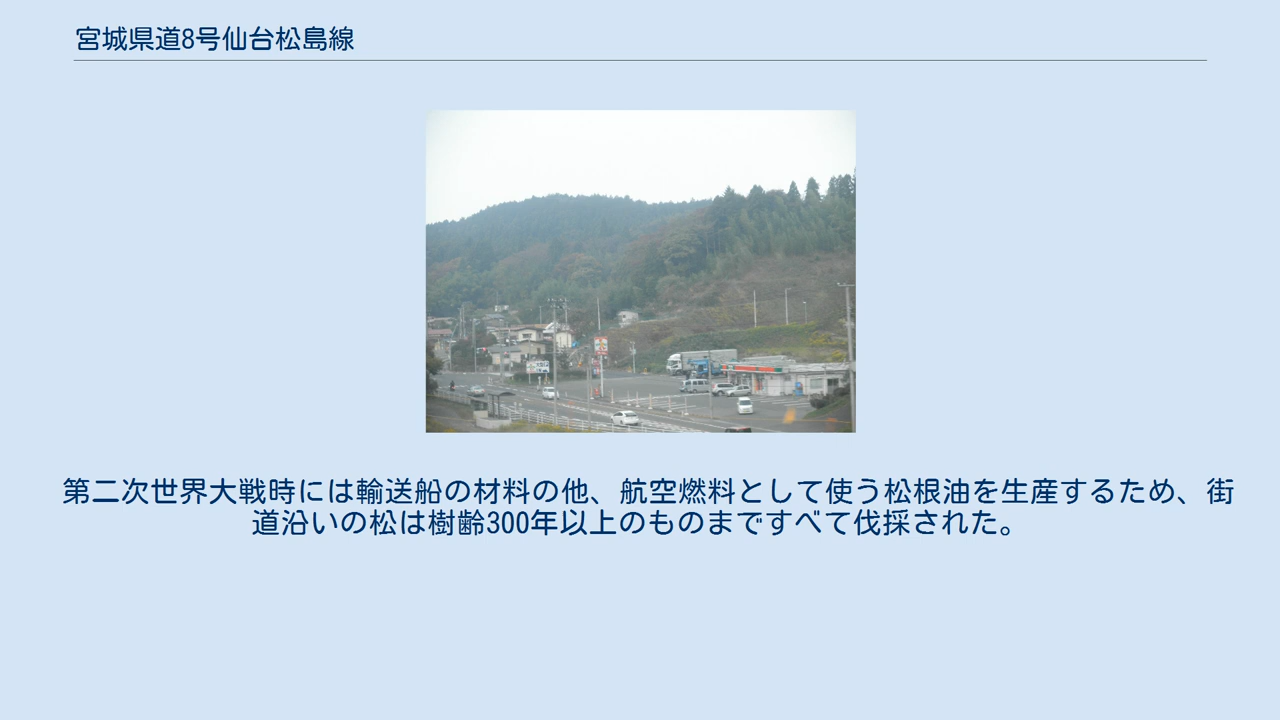 宮城県道8号仙台松島線
第二次世界大戦時には輸送船の材料の他、航空燃料として使う松根油を生産するため、街
道沿いの松は樹齢300年以上のものまですべて伐採された。